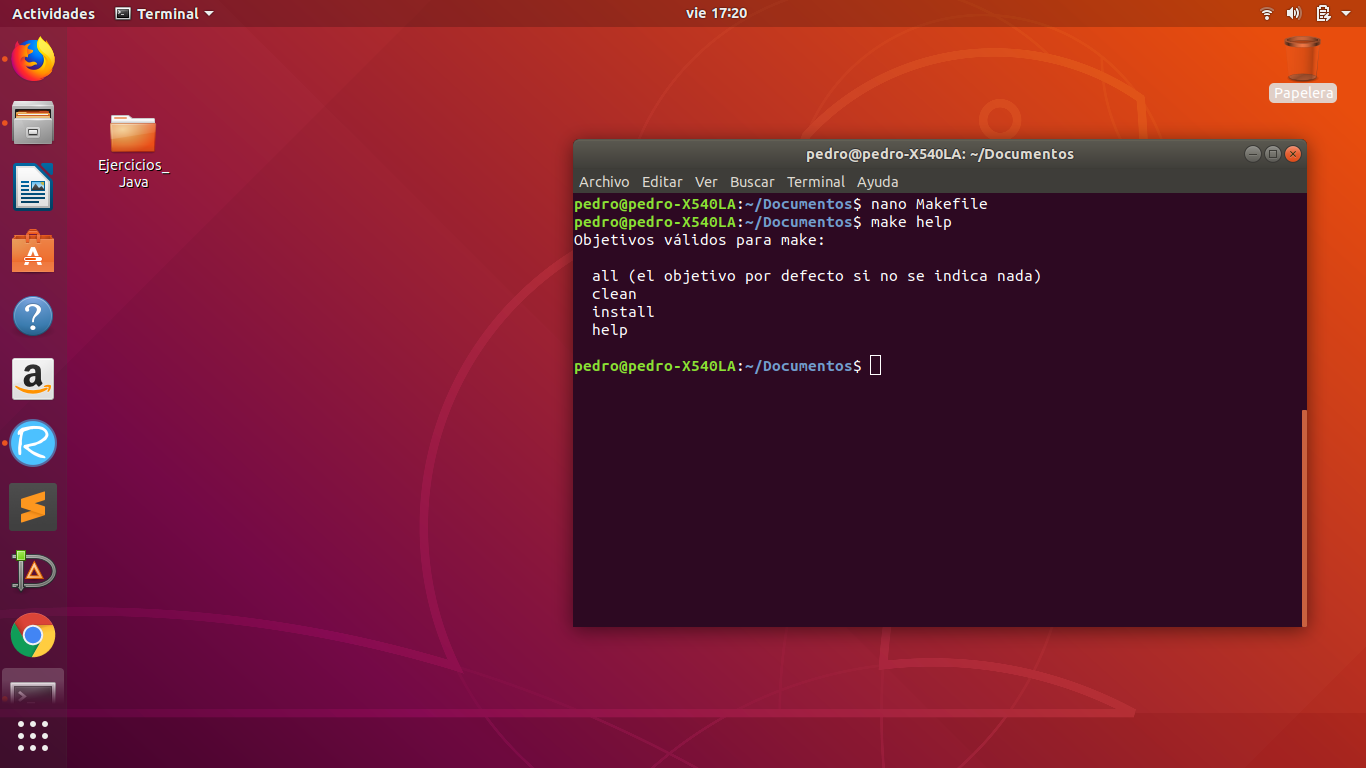 Actividades
Terminal
vie 17:20
Papelera
Ejercicios_
Java
pedro@pedro-X540LA: ~/Documentos
Archivo Editar Ver Buscar Terminal Ayuda
pedro@pedro-X540LA:~/Documentos$ nano Makefile
pedro@pedro-X540LA:~/Documentos$ make help
Objetivos válidos para make:
all (el objetivo por defecto si no se indica nada)
clean
install
help
pedro@pedro-X540LA:~/Documentos$